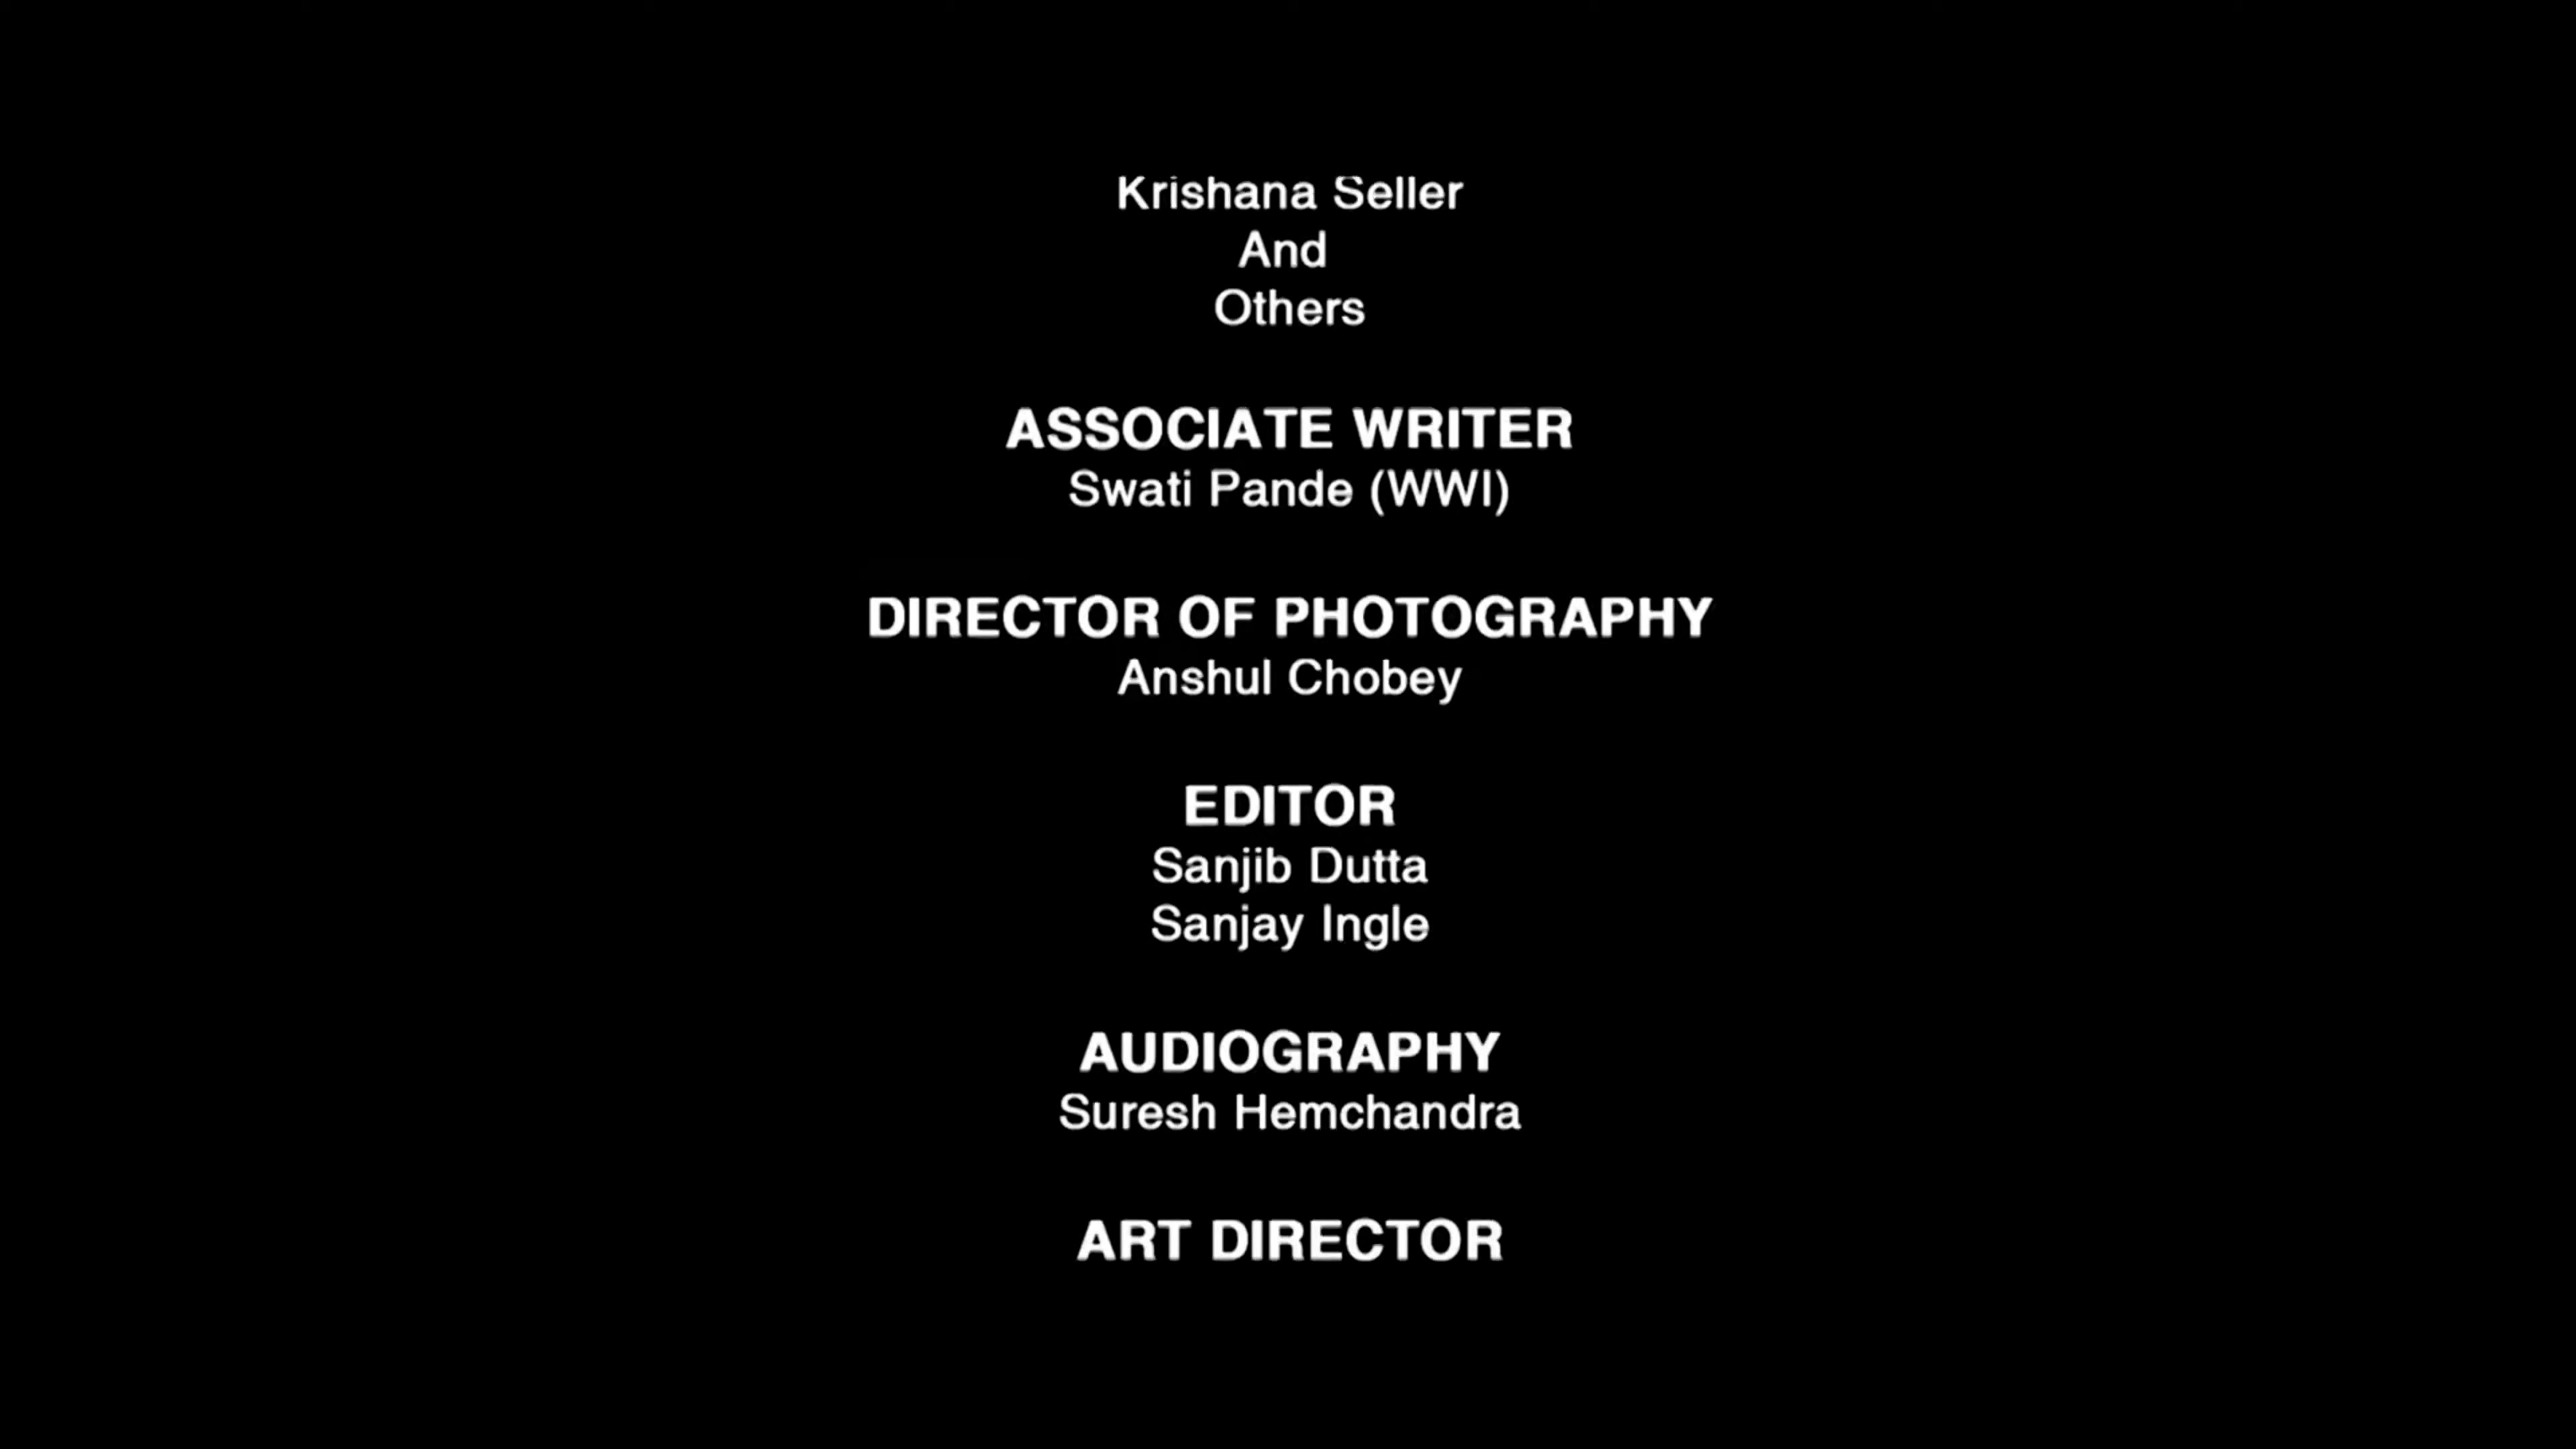 Krishana Seller
And
Others
ASSOCIATE WRITER
Swati Pande (WWI)
DIRECTOR OF PHOTOGRAPHY
Anshul Chobey
EDITOR
Sanjib Dutta
Sanjay Ingle
AUDIOGRAPHY
Suresh Hemchandra
ART DIRECTOR